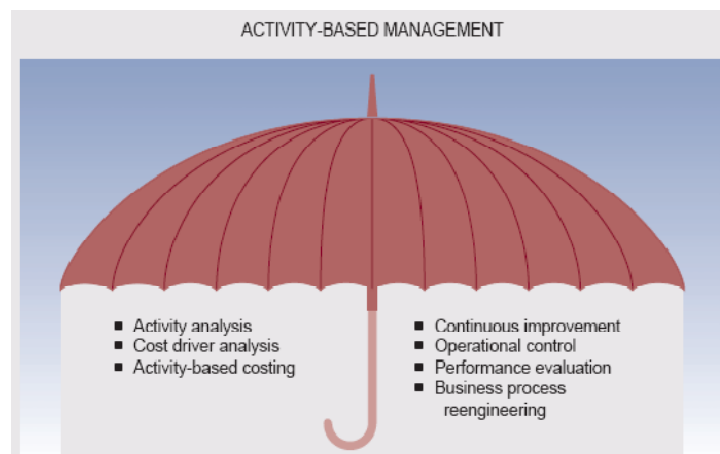 ACTIVITY-BASED MANAGEMENT
■ Activity analysis
■ Cost driver analysis
■ Activity-based costing
■ Continuous improvement
■ Operational control
■ Performance evaluation
■ Business process
reengineering